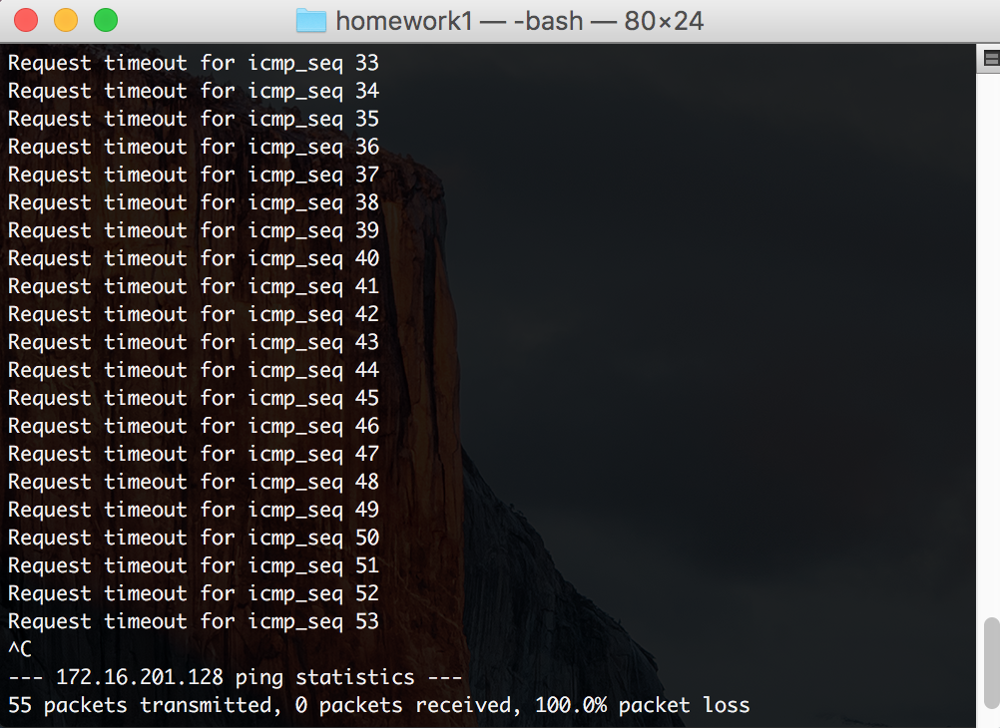 homework1 — -bash — 80×24
Request timeout for icmp_seq 33
Request timeout for icmp_seq 34
Request timeout for icmp_seq 35
Request timeout for icmp_seq 36
Request timeout for icmp_seq 37
Request timeout for icmp_seq 38
Request timeout for icmp_seq 39
Request timeout for icmp_seq 40
Request timeout for icmp_seq 41
Request timeout for icmp_seq 42
Request timeout for icmp_seq 43
Request timeout for icmp_seq 44
Request timeout for icmp_seq 45
Request timeout for icmp_seq 46
Request timeout for icmp_seq 47
Request timeout for icmp_seq 48
Request timeout for icmp_seq 49
Request timeout for icmp_seq 50
Request timeout for icmp_seq 51
Request timeout for icmp_seq 52
Request timeout for icmp_seq 53
^C
--- 172.16.201.128 ping statistics ---
55 packets transmitted, 0 packets received, 100.0% packet loss